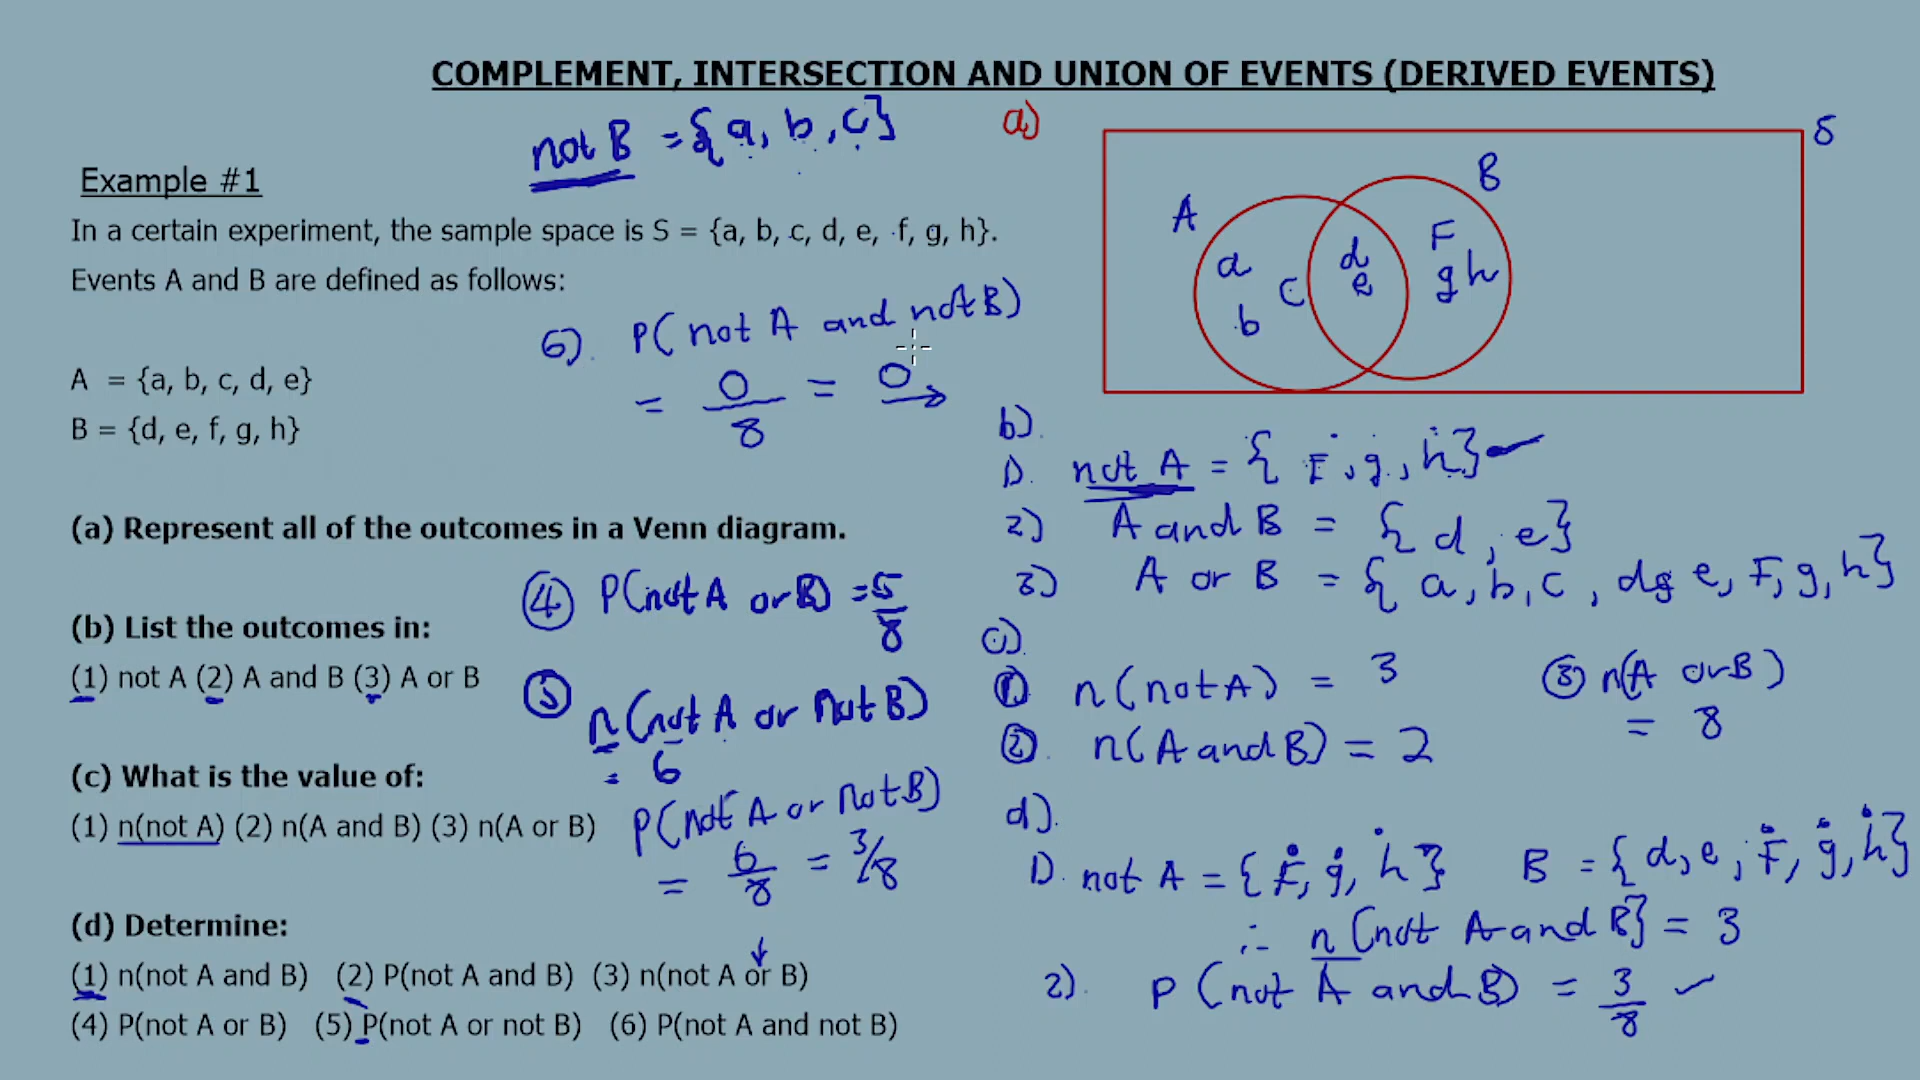 COMPLEMENT, INTERSECTION AND UNION OF EVENTS (DERIVED EVENTS)
not B = {a, b, c}
Example #1
In a certain experiment, the sample space is S = {a, b, c, d, e, f, g, h}.
Events A and B are defined as follows:
6). P(not A and not B)
= 0/8 = 0
A = {a, b, c, d, e}
B = {d, e, f, g, h}
(a) Represent all of the outcomes in a Venn diagram.
④ P(not A or B) = 5/8
(b) List the outcomes in:
(1) not A (2) A and B (3) A or B
n(not A or not B)
= 6
(c) What is the value of:
(1) n(not A) (2) n(A and B) (3) n(A or B)
P(not A or not B)
= 6/8 = 3/8
(d) Determine:
(1) n(not A and B) (2) P(not A and B) (3) n(not A or B)
(4) P(not A or B) (5) P(not A or not B) (6) P(not A and not B)
a)
S
A
B
a
b
c
d
e
F
g h
b).
1). not A = { F, g, h}
2) A and B = { d, e}
3) A or B = { a, b, c, d, e, F, g, h}
c).
① n(not A) = 3
②. n(A and B) = 2
③ n(A or B)
= 8
d).
1). not A = {F, g, h} B = {d, e, F, g, h}
∴ n(not A and B) = 3
2). P(not A and B) = 3/8